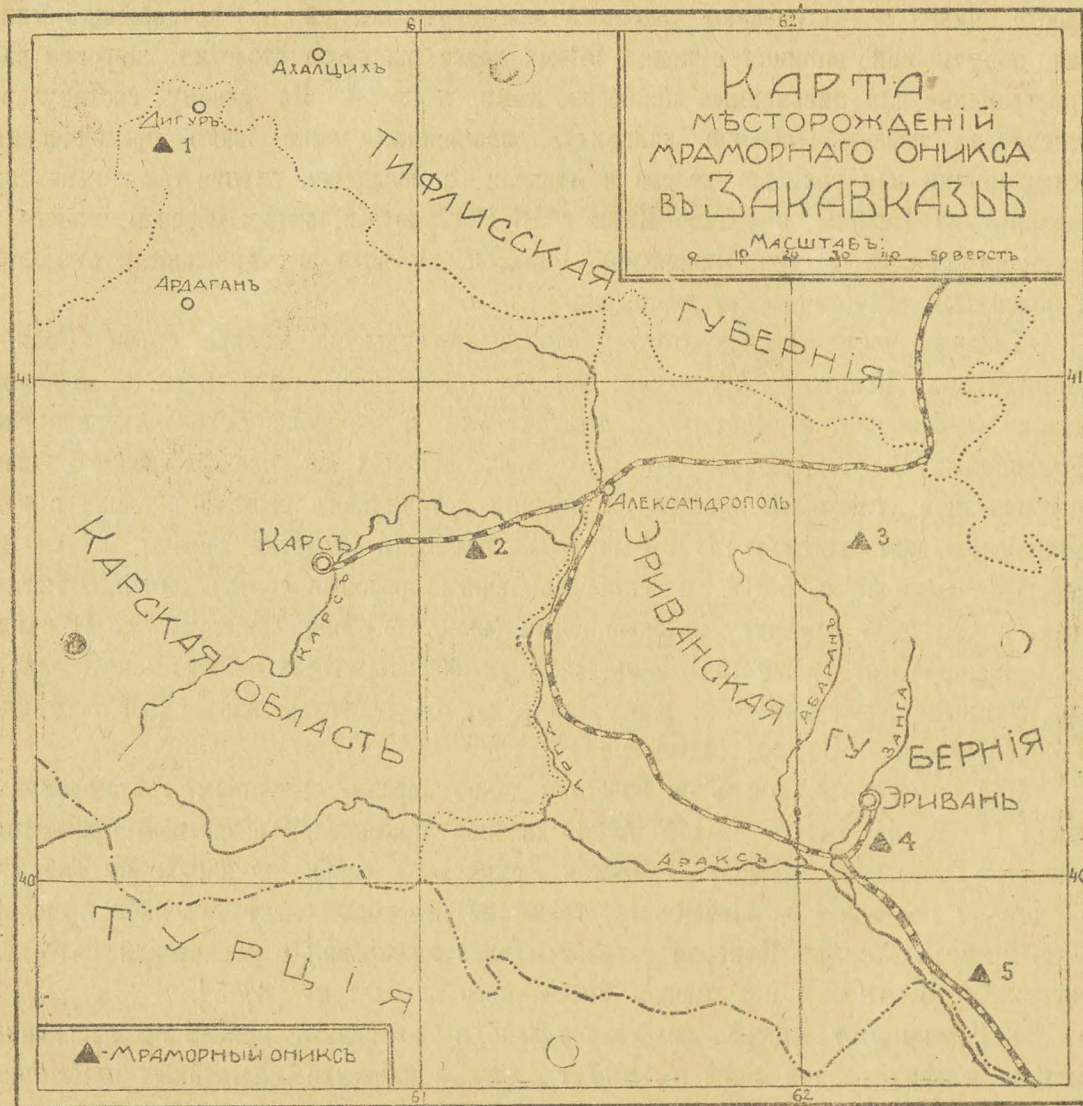 61
62
Ахалцихъ
Дигуръ
1
Ардаганъ
КАРТА
МѢСТОРОЖДЕНІЙ
МРАМОРНАГО ОНИКСА
ВЪ ЗАКАВКАЗЬѢ
Масштабъ:
0 10 20 30 40 50 верстъ
ТИФЛИССКАЯ
ГУБЕРНІЯ
41
41
Александрополь
Карсъ
2
3
КАРСКАЯ
ОБЛАСТЬ
ЭРИВАНСКАЯ
ГУБЕРНІЯ
Абаранъ
Занга
Эривань
4
Араксъ
40
40
ТУРЦІЯ
5
-Мраморный ониксъ
61
62